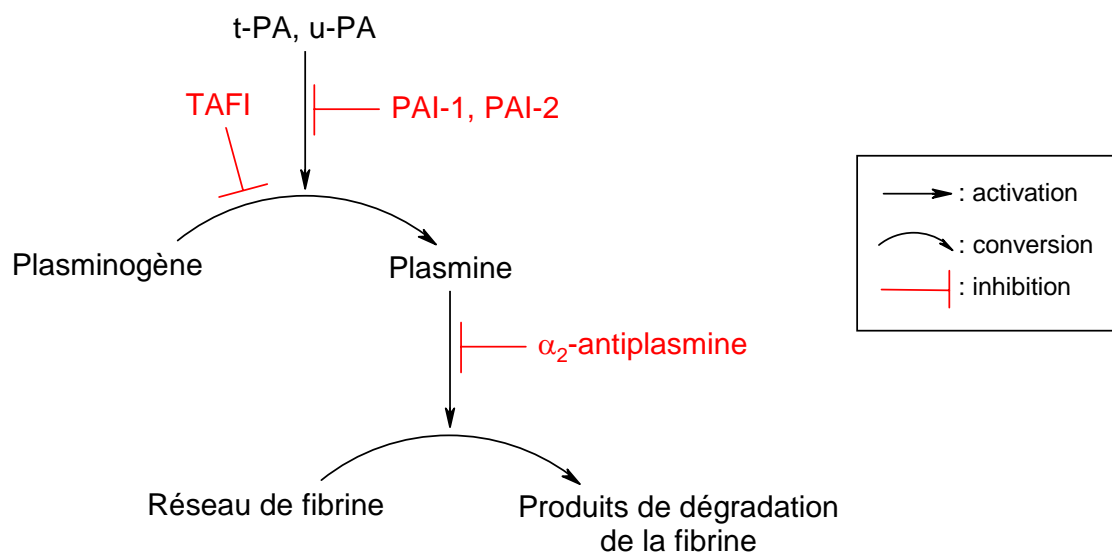 t-PA, u-PA
TAFI
PAI-1, PAI-2
Plasminogène
Plasmine
α₂-antiplasmine
Réseau de fibrine
Produits de dégradation
de la fibrine
: activation
: conversion
: inhibition